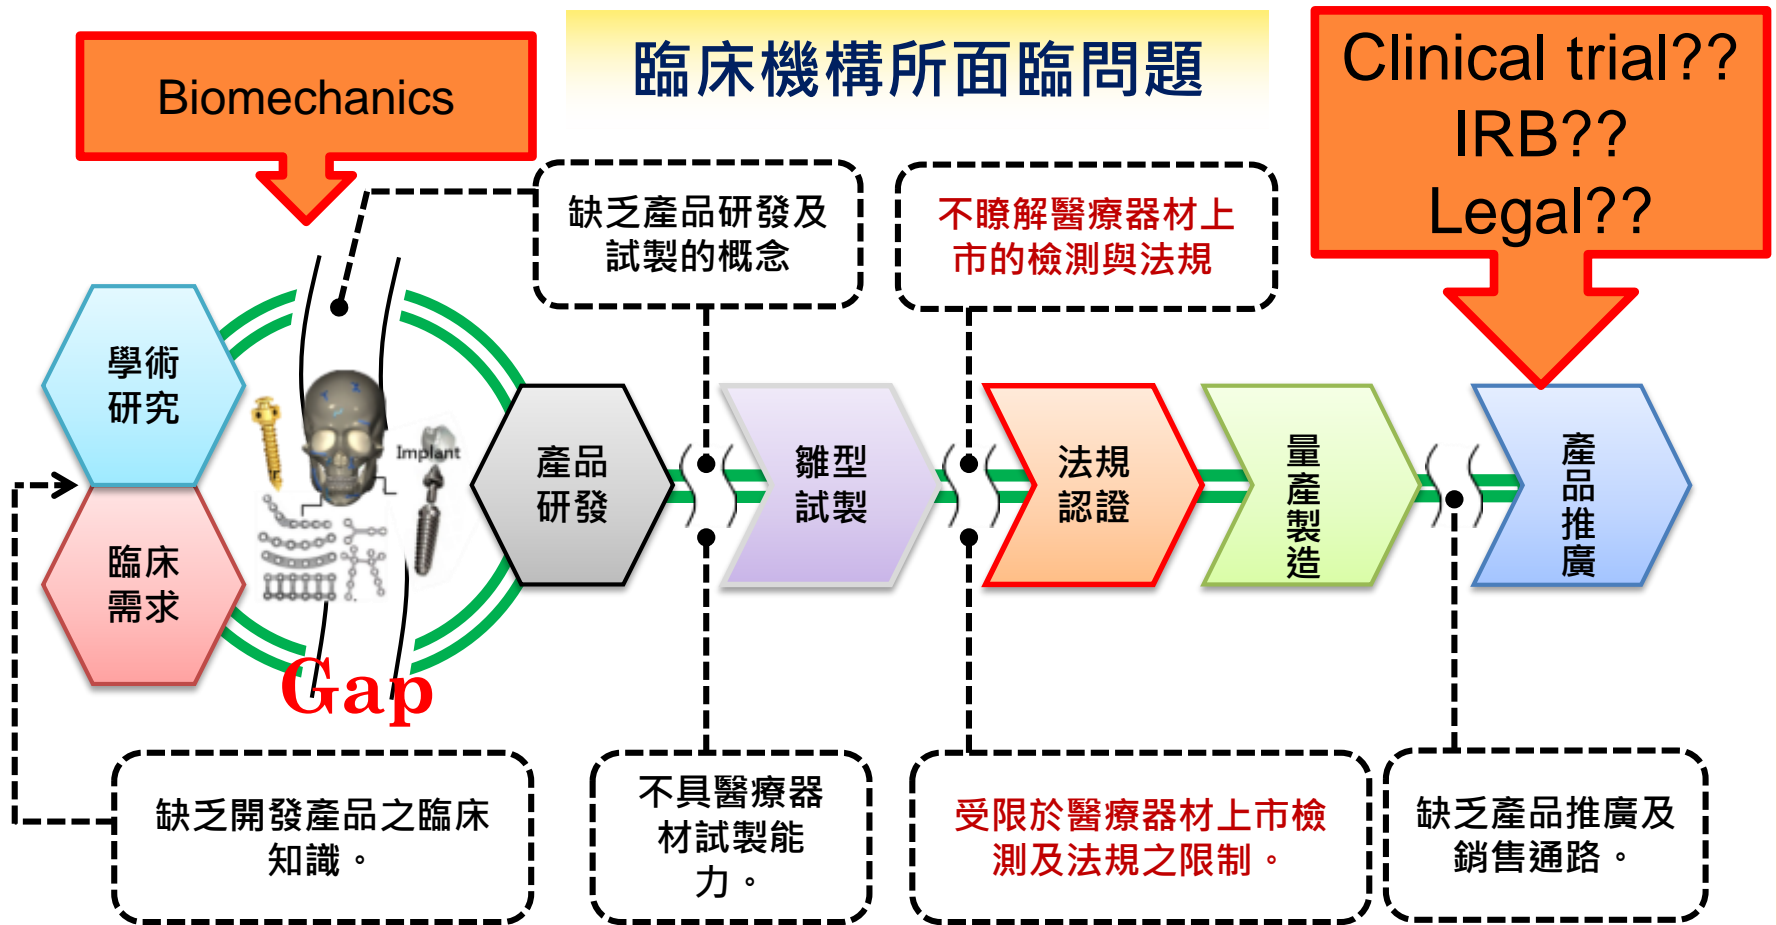 臨床機構所面臨問題
Biomechanics
Clinical trial??
IRB??
Legal??
缺乏產品研發及
試製的概念
不瞭解醫療器材上
市的檢測與法規
學術
研究
臨床
需求
Implant
Gap
產品
研發
雛型
試製
法規
認證
量產製造
產品推廣
缺乏開發產品之臨床
知識。
不具醫療器
材試製能
力。
受限於醫療器材上市檢
測及法規之限制。
缺乏產品推廣及
銷售通路。